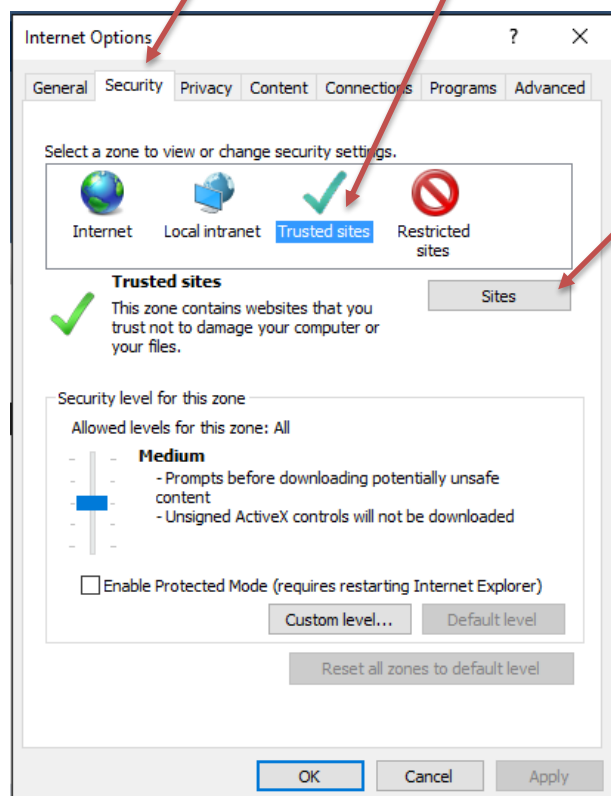 Internet Options ?
General Security Privacy Content Connections Programs Advanced
Select a zone to view or change security settings.
Internet Local intranet Trusted sites Restricted
sites
Trusted sites
Sites
This zone contains websites that you
trust not to damage your computer or
your files.
Security level for this zone
Allowed levels for this zone: All
Medium
- Prompts before downloading potentially unsafe
content
- Unsigned ActiveX controls will not be downloaded
Enable Protected Mode (requires restarting Internet Explorer)
Custom level... Default level
Reset all zones to default level
OK Cancel Apply